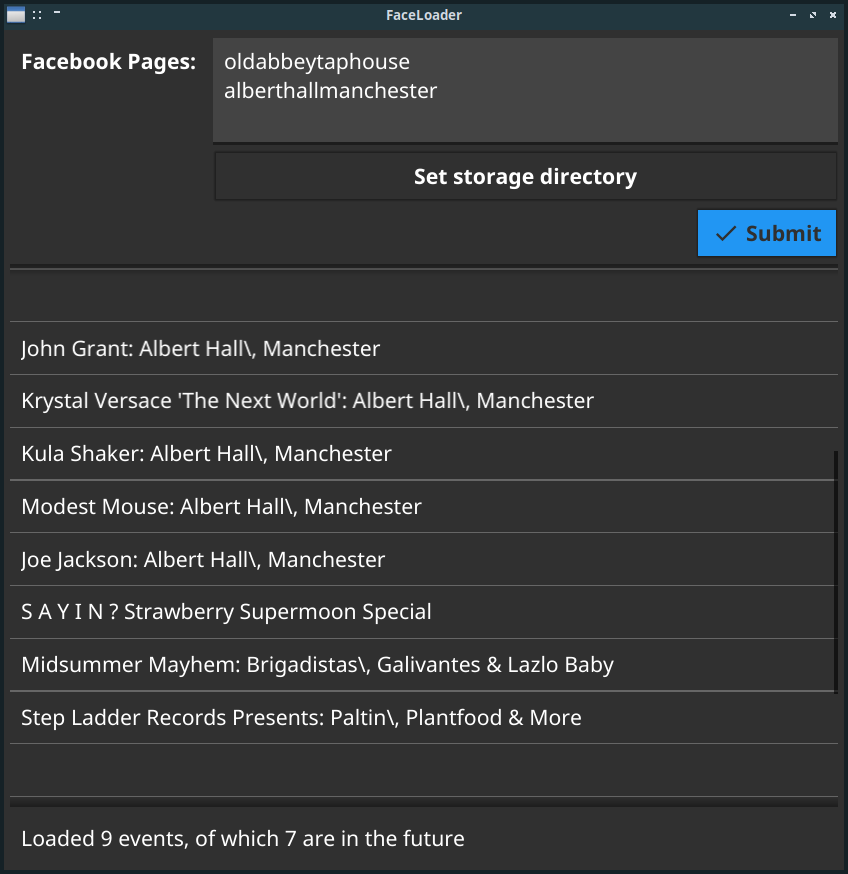 FaceLoader
Facebook Pages:
oldabbeytaphouse
alberthallmanchester
Set storage directory
Submit
John Grant: Albert Hall\, Manchester
Krystal Versace 'The Next World': Albert Hall\, Manchester
Kula Shaker: Albert Hall\, Manchester
Modest Mouse: Albert Hall\, Manchester
Joe Jackson: Albert Hall\, Manchester
S A Y I N ? Strawberry Supermoon Special
Midsummer Mayhem: Brigadistas\, Galivantes & Lazlo Baby
Step Ladder Records Presents: Paltin\, Plantfood & More
Loaded 9 events, of which 7 are in the future